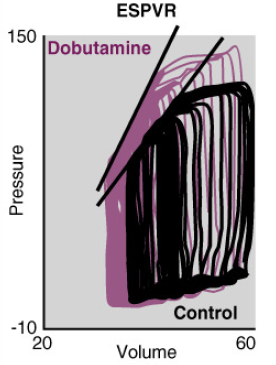 ESPVR
150
Dobutamine
Pressure
Control
-10
20
Volume
60